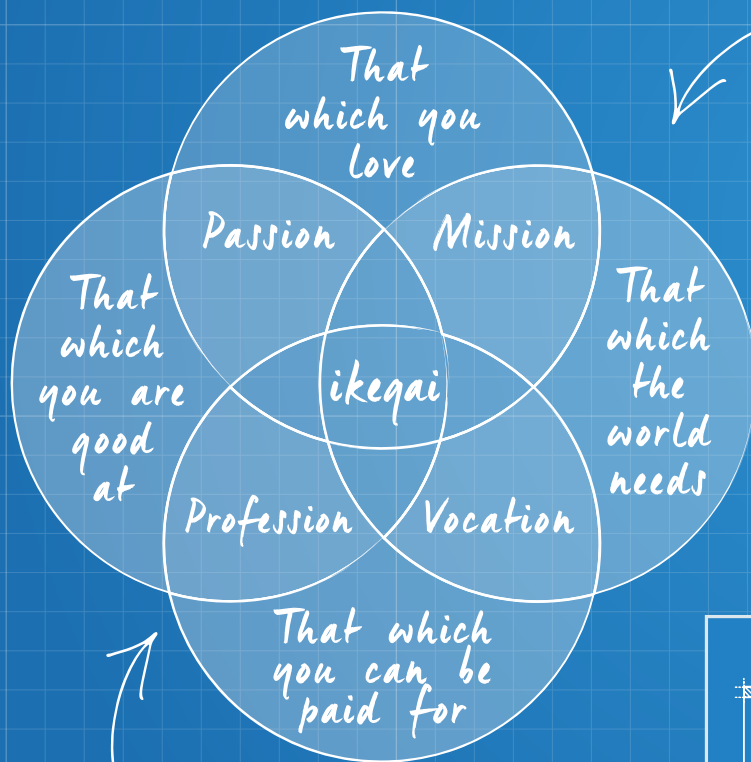 That
which you
love
Passion
Mission
That
which
you are
good
at
ikegai
That
which
the
world
needs
Profession
Vocation
That which
you can be
paid for